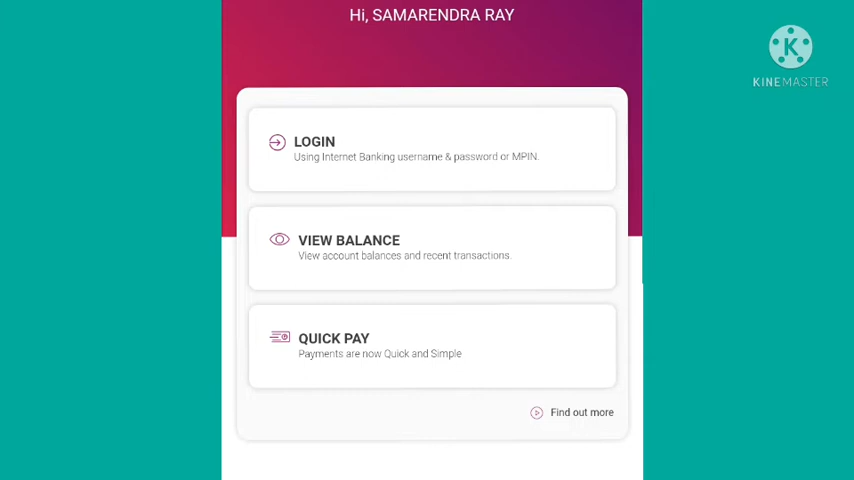 Hi, SAMARENDRA RAY
K
KINEMASTER
LOGIN
Using Internet Banking username & password or MPIN.
VIEW BALANCE
View account balances and recent transactions.
QUICK PAY
Payments are now Quick and Simple
Find out more